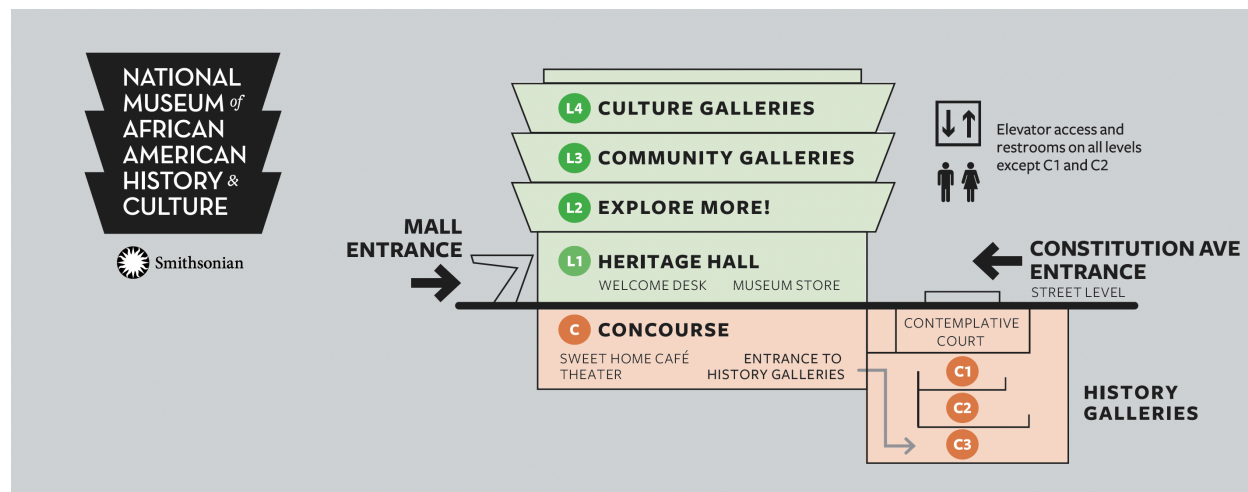 NATIONAL
MUSEUM of
AFRICAN
AMERICAN
HISTORY &
CULTURE
Smithsonian
L4 CULTURE GALLERIES
L3 COMMUNITY GALLERIES
L2 EXPLORE MORE!
L1 HERITAGE HALL
WELCOME DESK MUSEUM STORE
MALL
ENTRANCE
Elevator access and
restrooms on all levels
except C1 and C2
CONSTITUTION AVE
ENTRANCE
STREET LEVEL
C CONCOURSE
SWEET HOME CAFÉ
THEATER
ENTRANCE TO
HISTORY GALLERIES
CONTEMPLATIVE
COURT
C1
C2
C3
HISTORY
GALLERIES